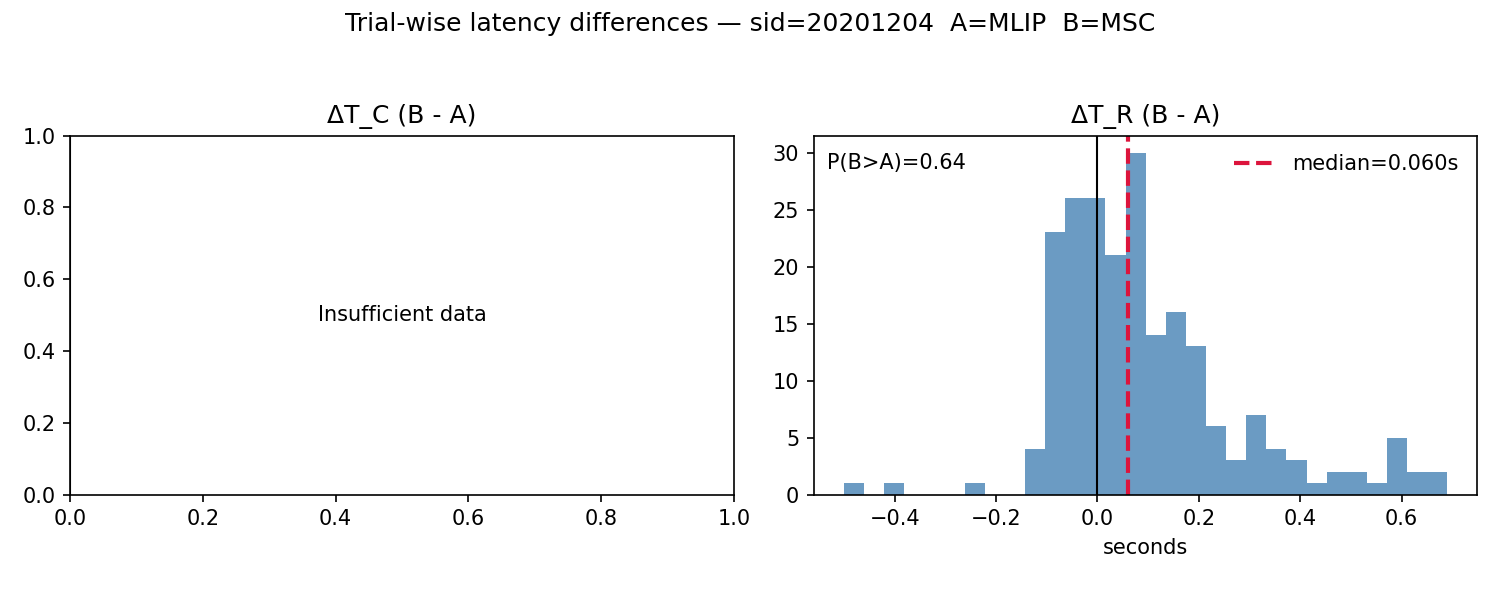 Trial-wise latency differences — sid=20201204  A=MLIP  B=MSC
ΔT_C (B - A)
1.0
0.8
0.6
0.4
0.2
0.0
Insufficient data
0.0 0.2 0.4 0.6 0.8 1.0
ΔT_R (B - A)
30
25
20
15
10
5
0
P(B>A)=0.64
median=0.060s
−0.4 −0.2 0.0 0.2 0.4 0.6
seconds